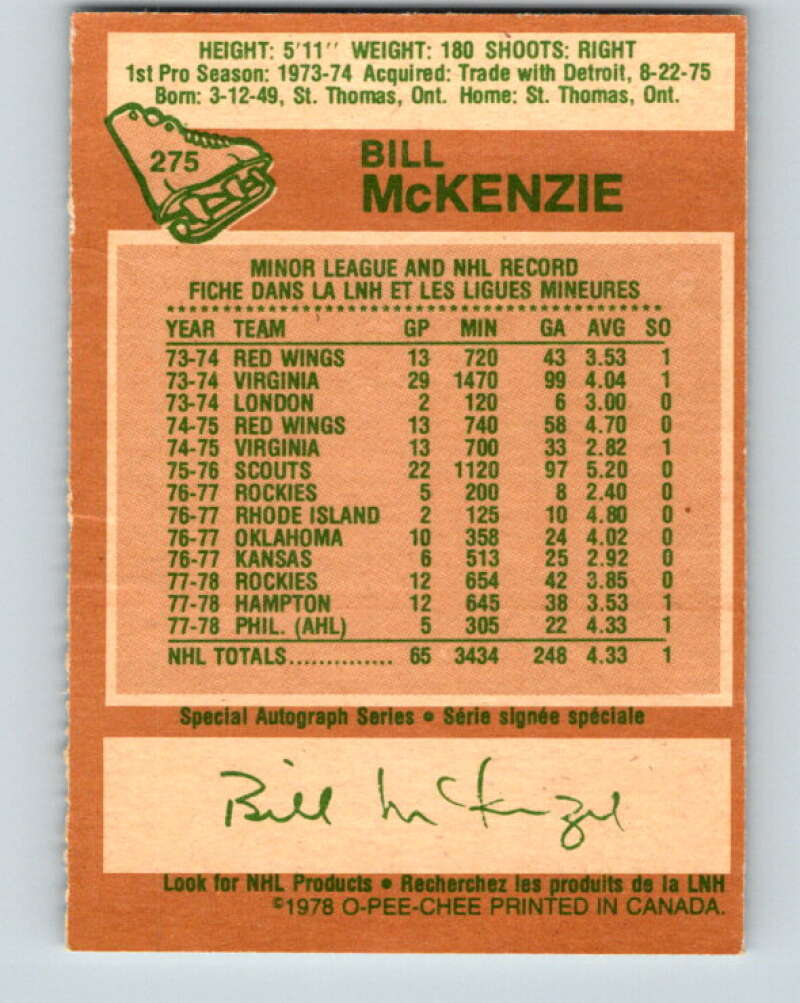 HEIGHT: 5'11'' WEIGHT: 180 SHOOTS: RIGHT
1st Pro Season: 1973-74 Acquired: Trade with Detroit, 8-22-75
Born: 3-12-49, St. Thomas, Ont. Home: St. Thomas, Ont.
275
BILL
McKENZIE
MINOR LEAGUE AND NHL RECORD
FICHE DANS LA LNH ET LES LIGUES MINEURES
YEAR TEAM GP MIN GA AVG SO
73-74 RED WINGS 13 720 43 3.53 1
73-74 VIRGINIA 29 1470 99 4.04 1
73-74 LONDON 2 120 6 3.00 0
74-75 RED WINGS 13 740 58 4.70 0
74-75 VIRGINIA 13 700 33 2.82 1
75-76 SCOUTS 22 1120 97 5.20 0
76-77 ROCKIES 5 200 8 2.40 0
76-77 RHODE ISLAND 2 125 10 4.80 0
76-77 OKLAHOMA 10 358 24 4.02 0
76-77 KANSAS 6 513 25 2.92 0
77-78 ROCKIES 12 654 42 3.85 0
77-78 HAMPTON 12 645 38 3.53 1
77-78 PHIL. (AHL) 5 305 22 4.33 1
NHL TOTALS.............. 65 3434 248 4.33 1
Special Autograph Series • Série signée spéciale
Bill McKenzie
Look for NHL Products • Recherchez les produits de la LNH
©1978 O-PEE-CHEE PRINTED IN CANADA.